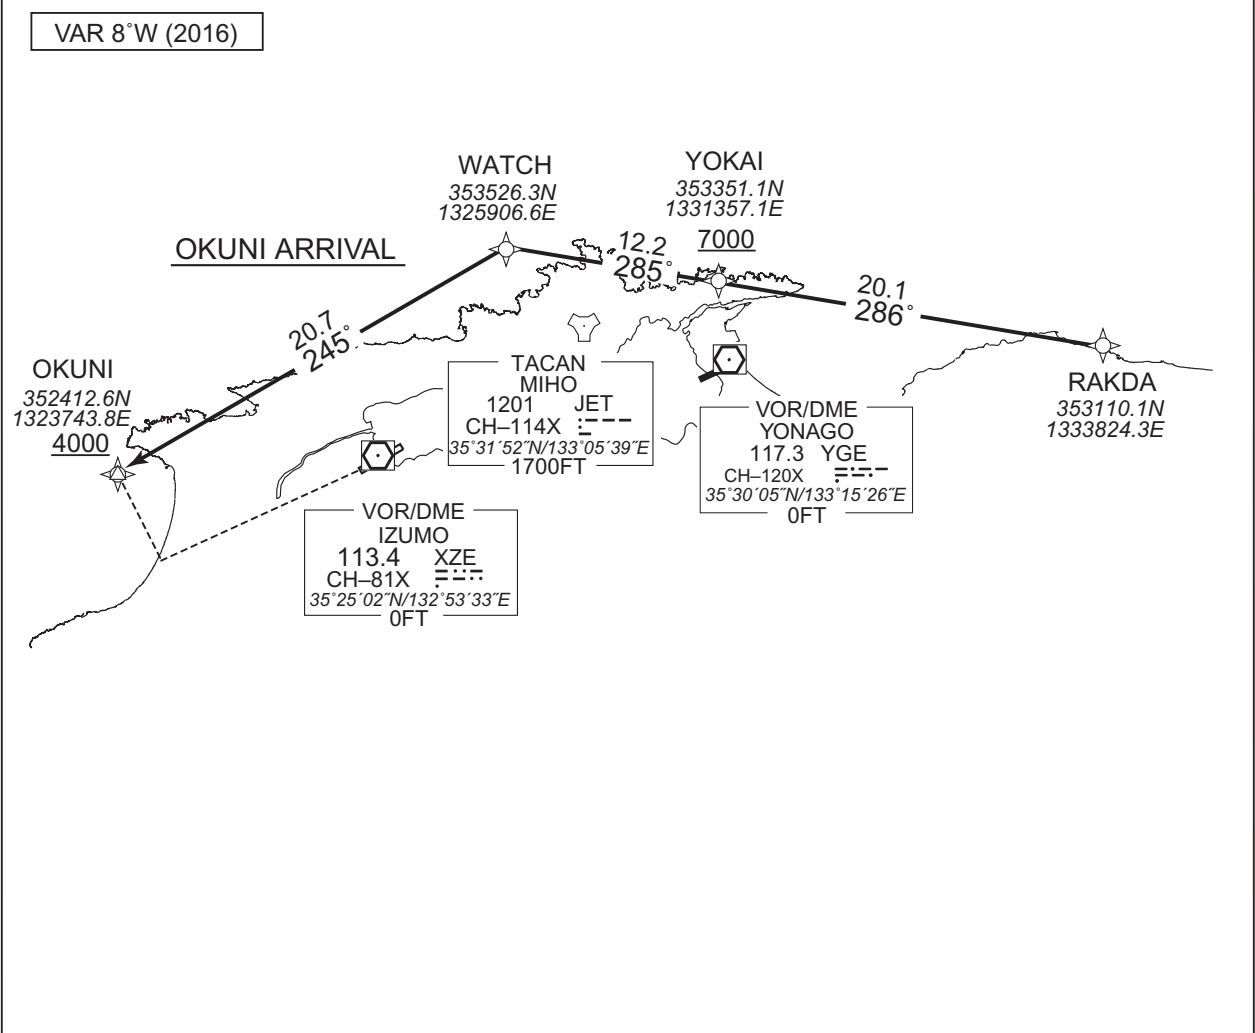 VAR 8˚W (2016)
WATCH
353526.3N
1325906.6E
YOKAI
353351.1N
1331357.1E
7000
OKUNI ARRIVAL
12.2
285˚
20.1
286˚
20.7
245˚
OKUNI
352412.6N
1323743.8E
4000
RAKDA
353110.1N
1333824.3E
TACAN
MIHO
1201 JET
CH–114X
35˚31´52˝N/133˚05´39˝E
1700FT
VOR/DME
YONAGO
117.3 YGE
CH–120X
35˚30´05˝N/133˚15´26˝E
0FT
VOR/DME
IZUMO
113.4 XZE
CH–81X
35˚25´02˝N/132˚53´33˝E
0FT